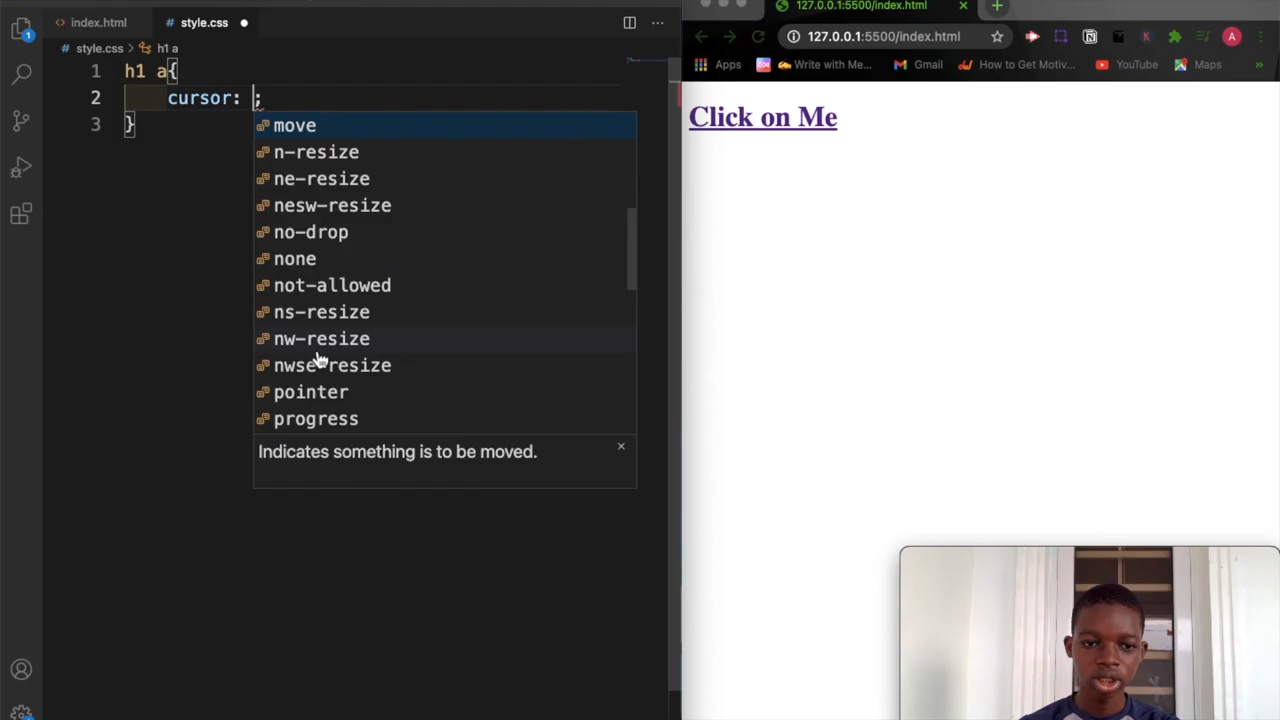 index.html
style.css
style.css
h1 a
1
h1 a{
2
cursor: ;
3
}
move
n-resize
ne-resize
nesw-resize
no-drop
none
not-allowed
ns-resize
nw-resize
nwse-resize
pointer
progress
Indicates something is to be moved.
1
127.0.0.1:5500/index.html
127.0.0.1:5500/index.html
A
K
Apps
Write with Me...
Gmail
How to Get Motiv...
YouTube
Maps
Click on Me